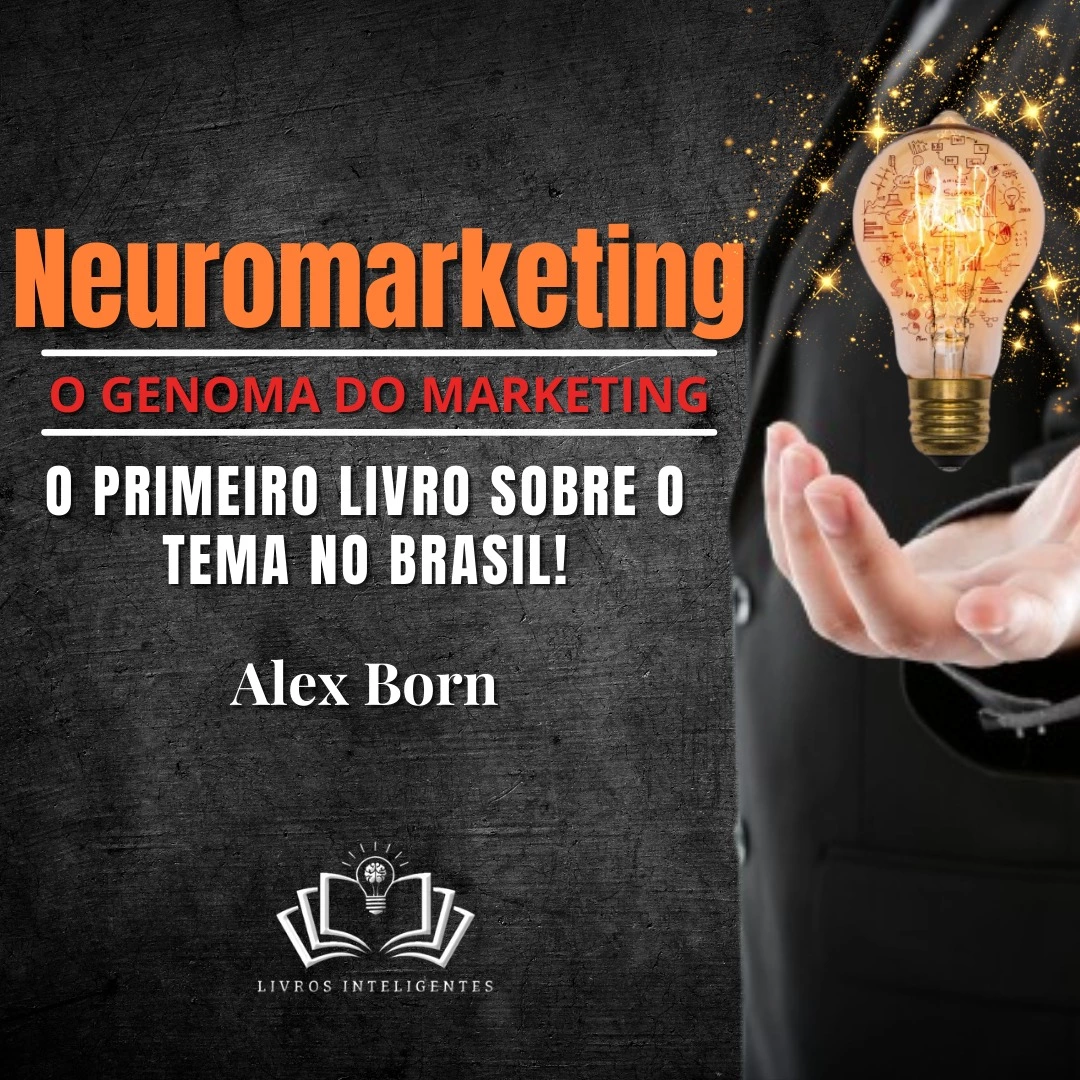 Neuromarketing
O GENOMA DO MARKETING
O PRIMEIRO LIVRO SOBRE O
TEMA NO BRASIL!
Alex Born
LIVROS INTELIGENTES